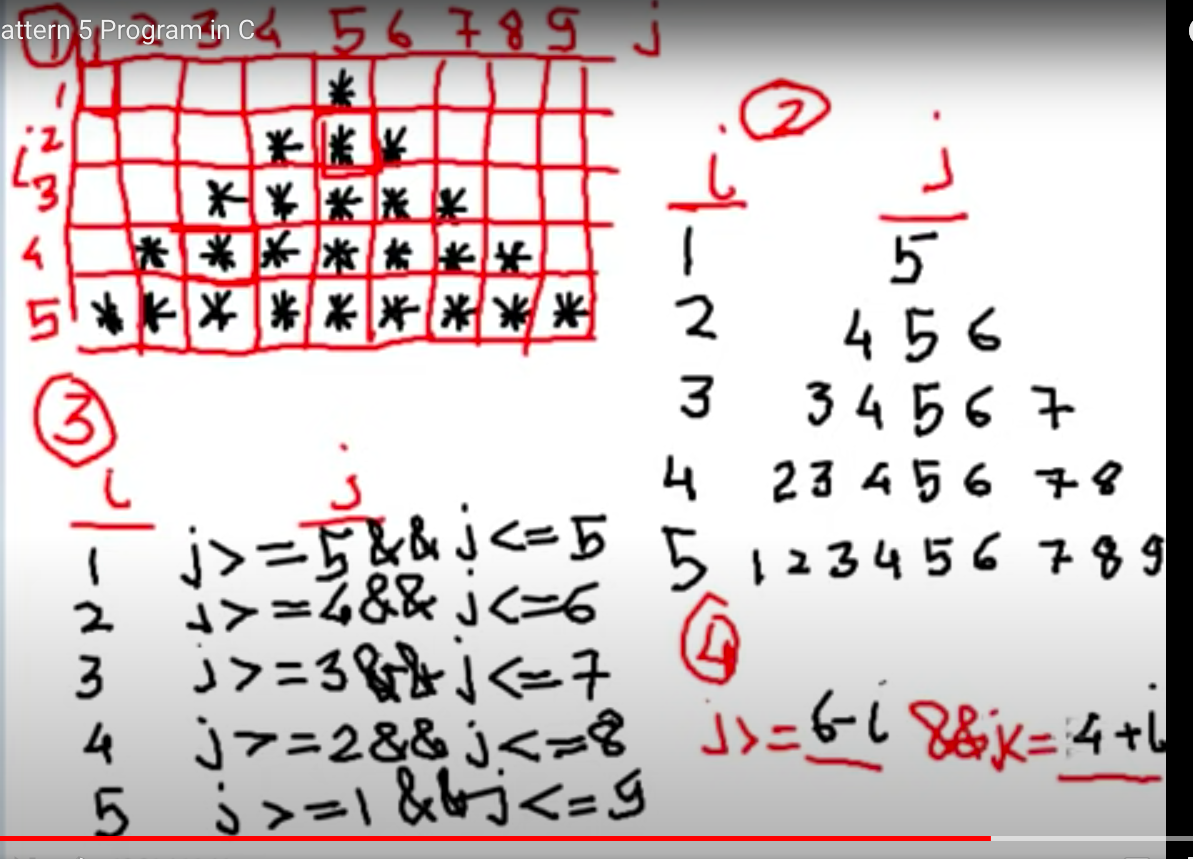 attern 5 Program in C
① 1 2 3 4 5 6 7 8 9 j
1 *
i 2 * * *
3 * * * * *
4 * * * * * * *
5 * * * * * * * * *
②
i j
1 5
2 4 5 6
3 3 4 5 6 7
4 2 3 4 5 6 7 8
5 1 2 3 4 5 6 7 8 9
③
i j
1 j>=5 && j<=5
2 j>=4 && j<=6
3 j>=3 && j<=7
4 j>=2 && j<=8
5 j>=1 && j<=9
④
j>=6-i && j<=4+i